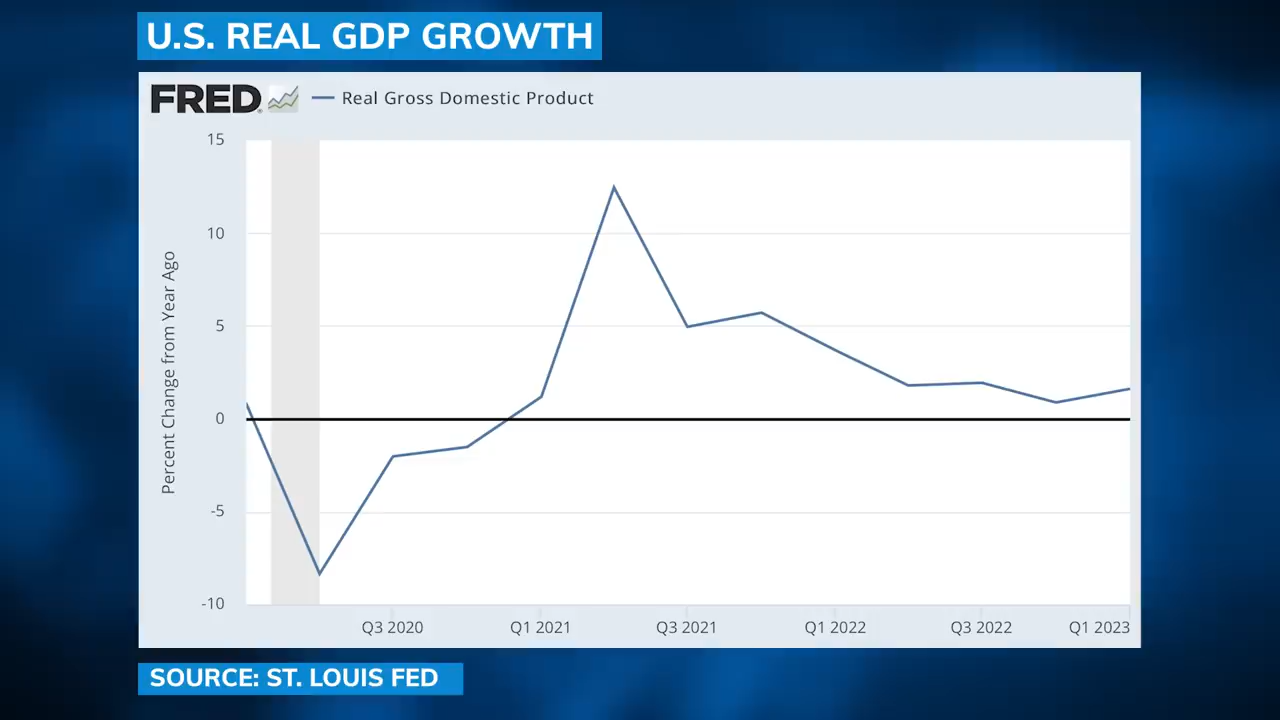 U.S. REAL GDP GROWTH
FRED
Real Gross Domestic Product
Percent Change from Year Ago
15
10
5
0
-5
-10
Q3 2020 Q1 2021 Q3 2021 Q1 2022 Q3 2022 Q1 2023
SOURCE: ST. LOUIS FED